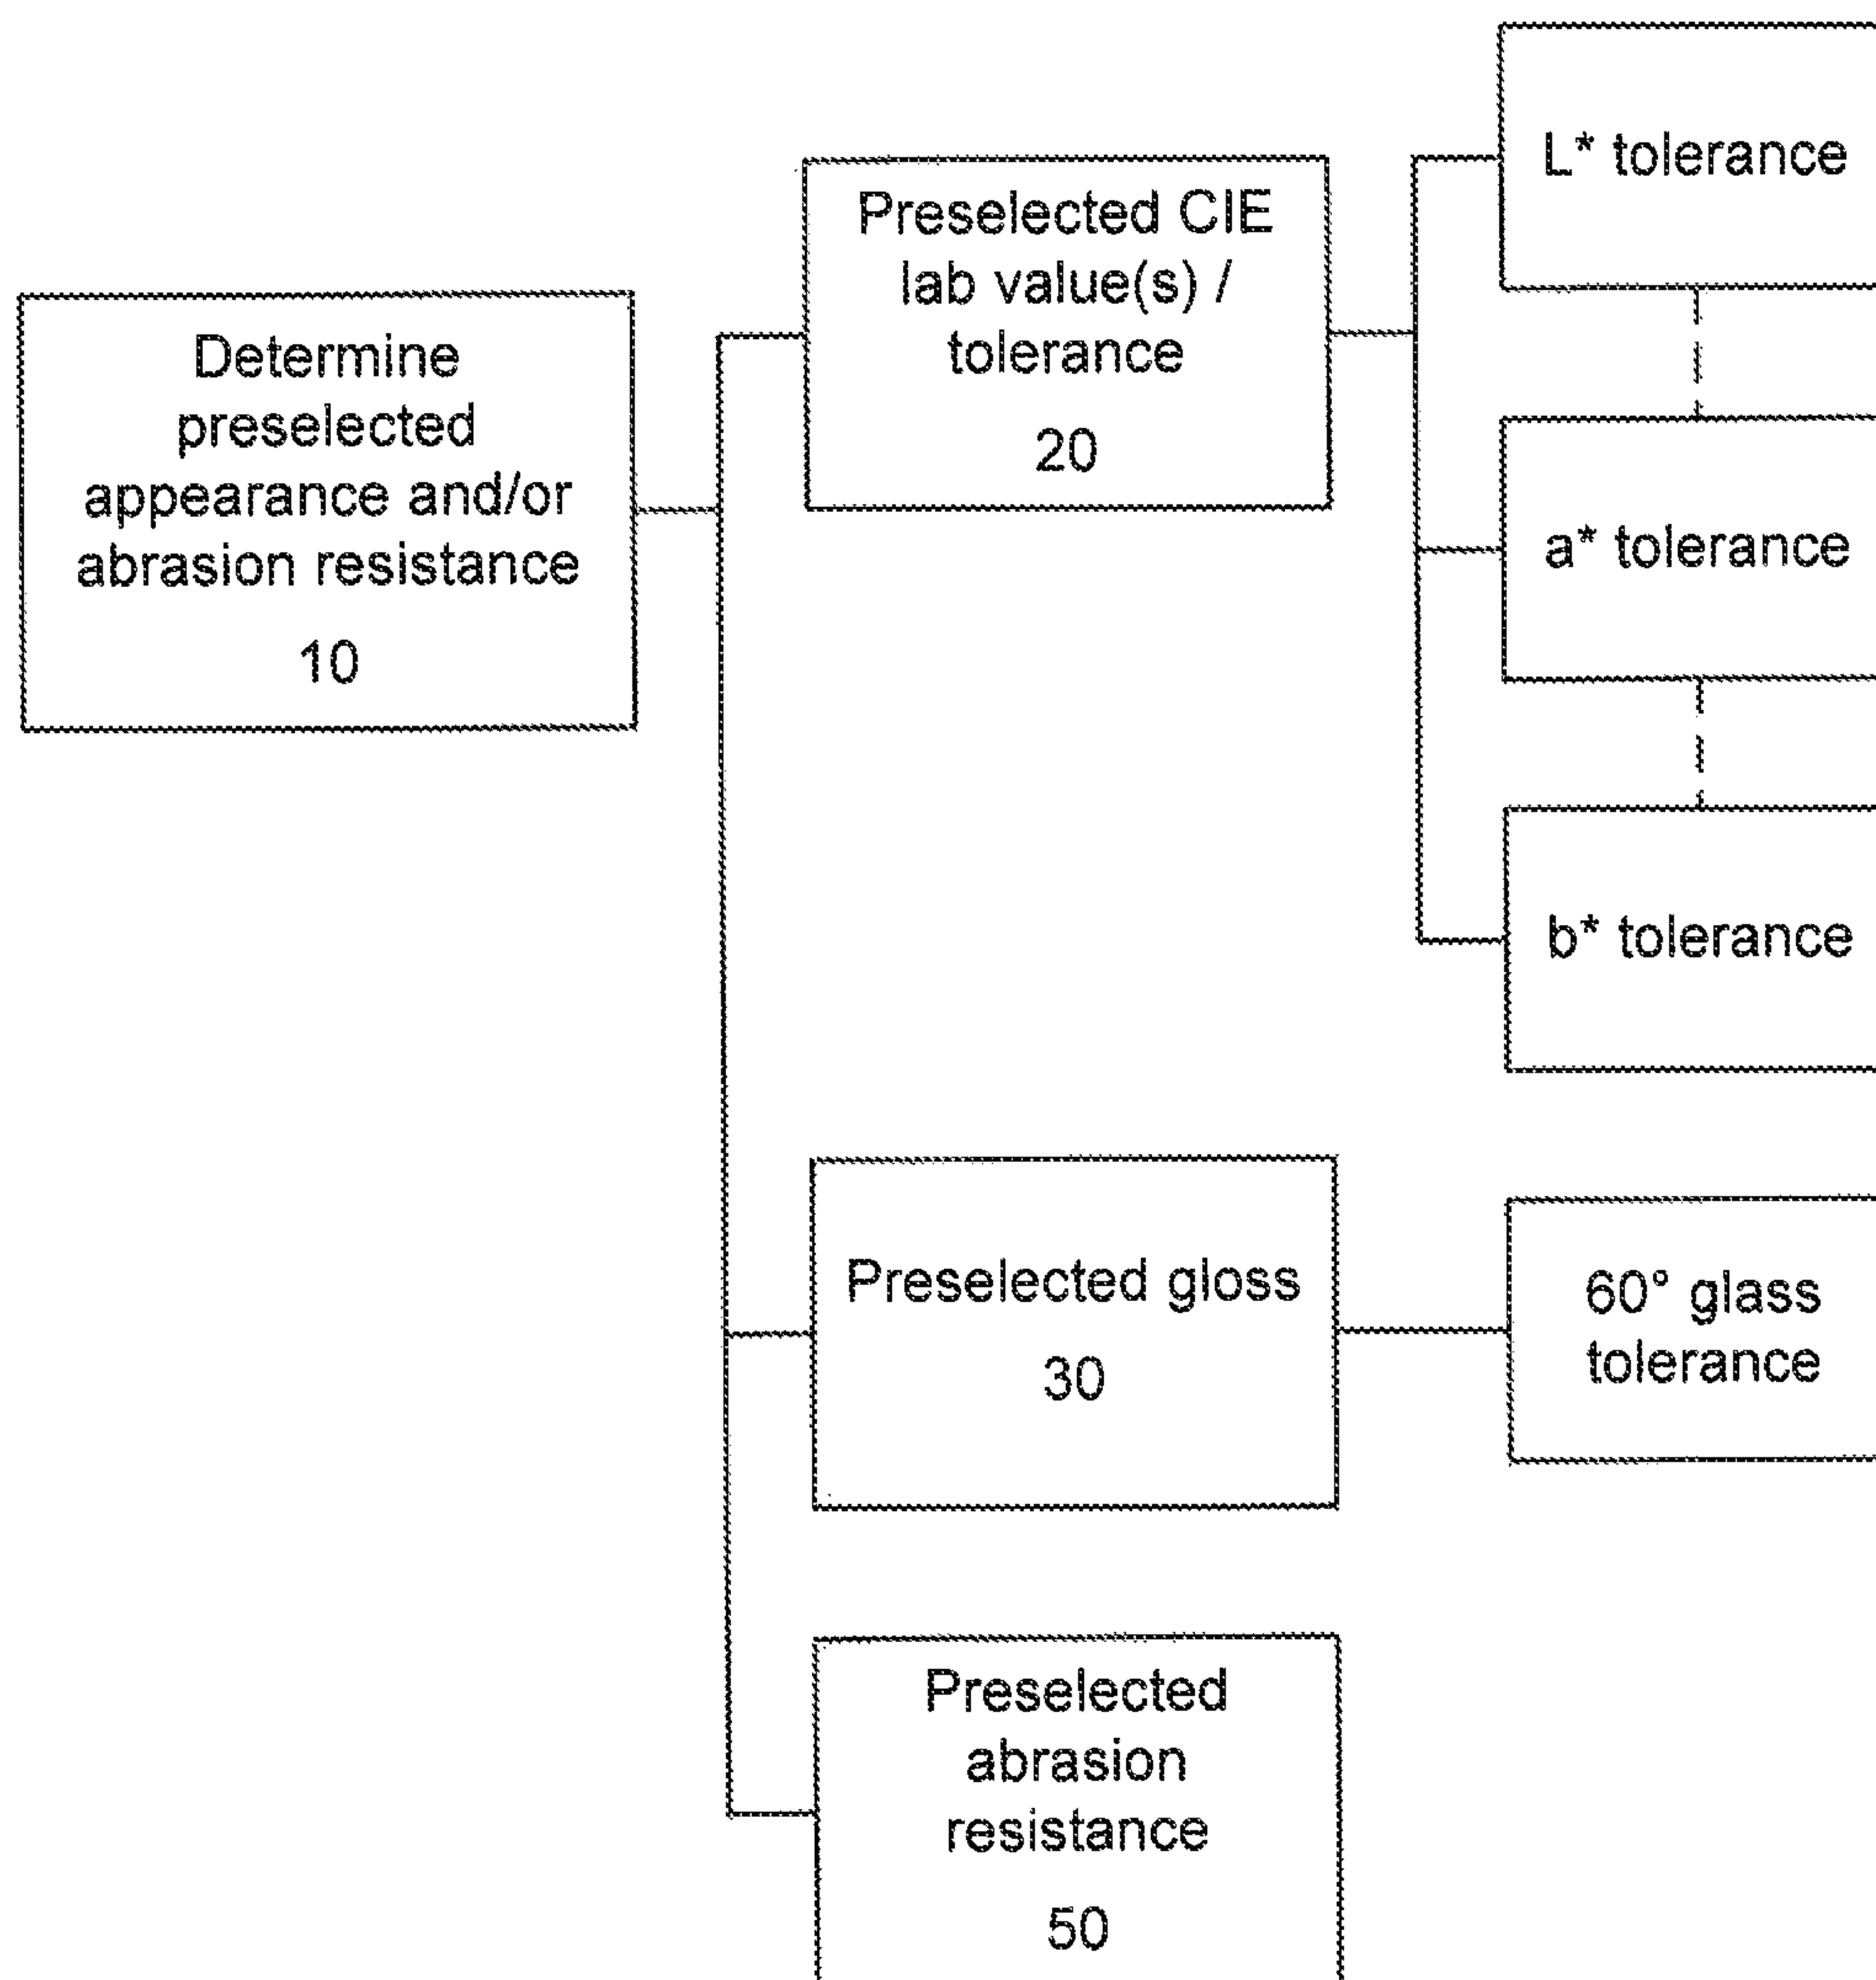 Determine
preselected
appearance and/or
abrasion resistance
10
Preselected CIE
lab value(s) /
tolerance
20
L* tolerance
a* tolerance
b* tolerance
Preselected gloss
30
60° glass
tolerance
Preselected
abrasion
resistance
50